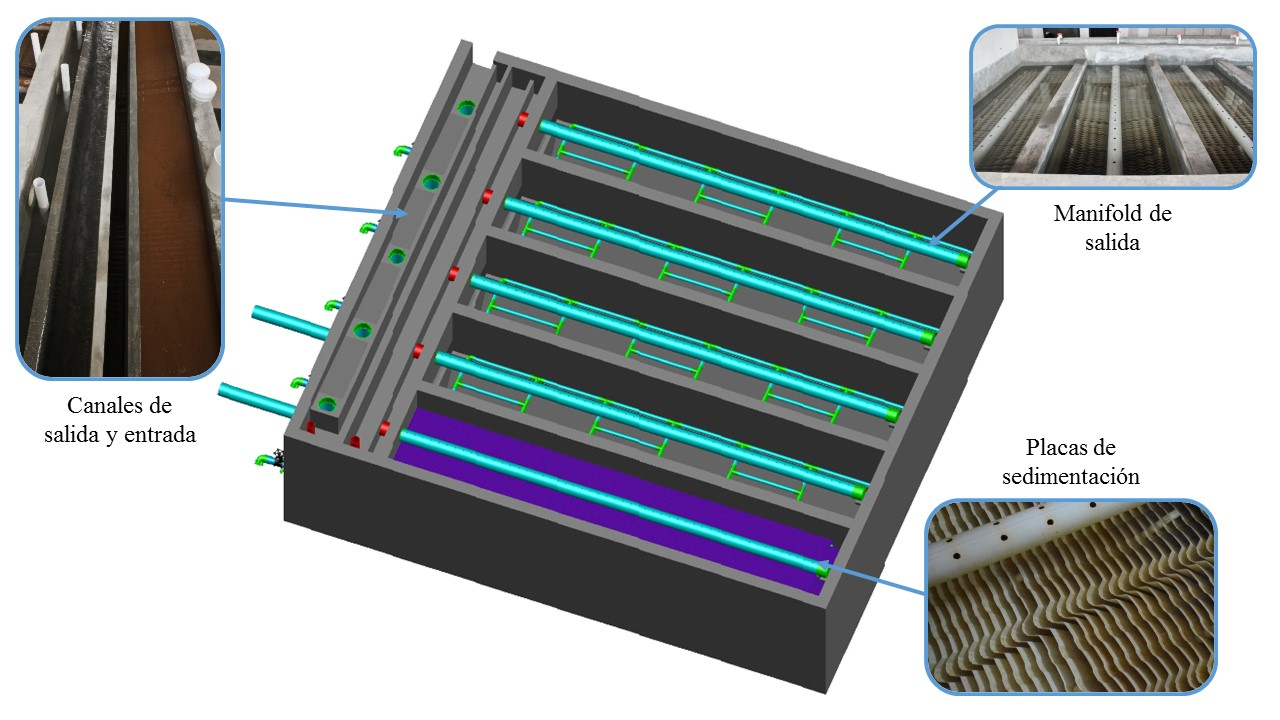 Manifold de
salida
Canales de
salida y entrada
Placas de
sedimentación